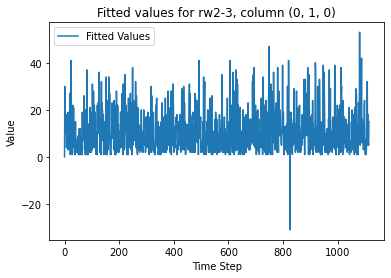 Fitted values for rw2-3, column (0, 1, 0)
Fitted Values
Value
40
20
0
−20
0
200
400
600
800
1000
Time Step